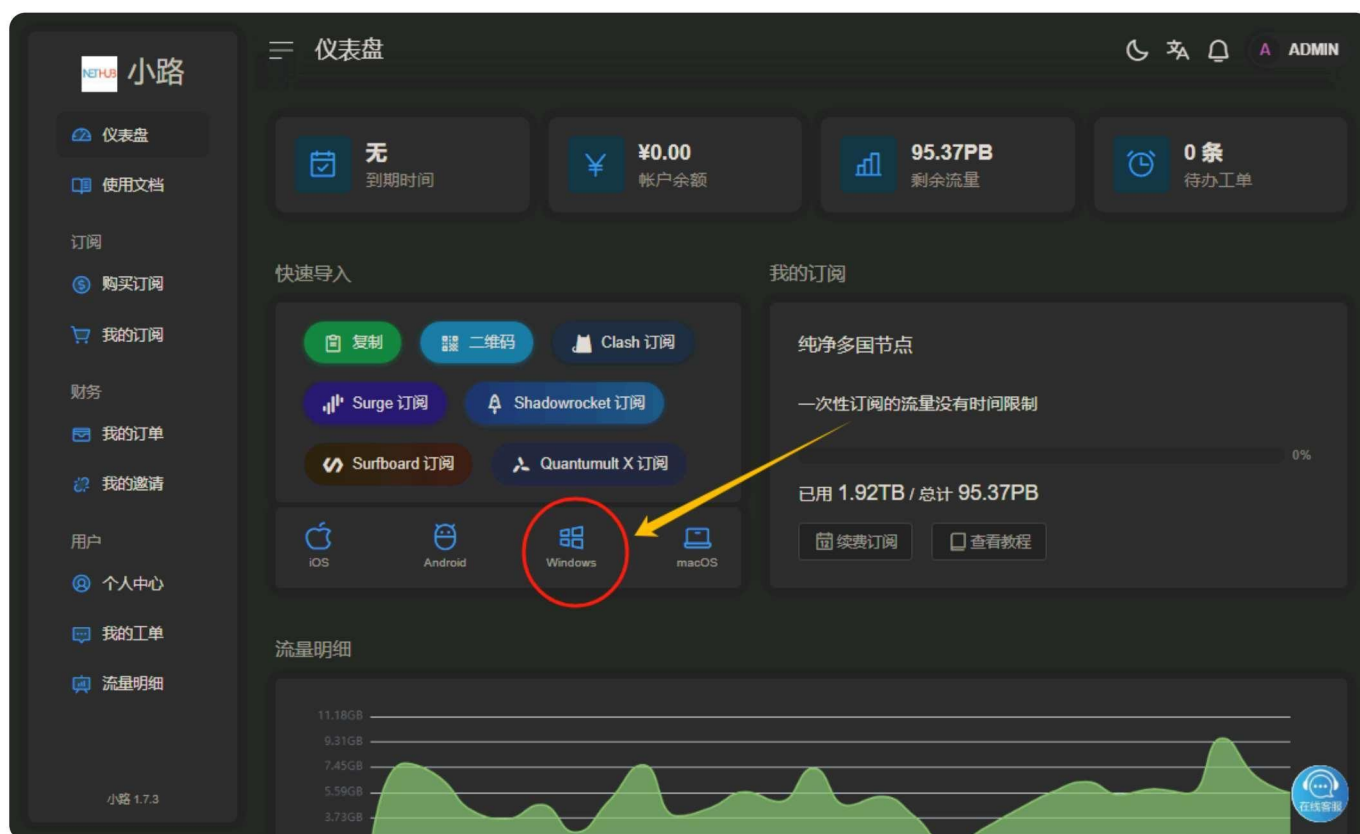 NETHUB 小路
仪表盘
使用文档
订阅
购买订阅
我的订阅
财务
我的订单
我的邀请
用户
个人中心
我的工单
流量明细
小路 1.7.3
仪表盘
A ADMIN
无
到期时间
¥0.00
帐户余额
95.37PB
剩余流量
0 条
待办工单
快速导入
复制 二维码 Clash 订阅
Surge 订阅 Shadowrocket 订阅
Surfboard 订阅 Quantumult X 订阅
iOS Android Windows macOS
我的订阅
纯净多国节点
一次性订阅的流量没有时间限制
0%
已用 1.92TB / 总计 95.37PB
续费订阅 查看教程
流量明细
11.18GB
9.31GB
7.45GB
5.59GB
3.73GB
在线客服